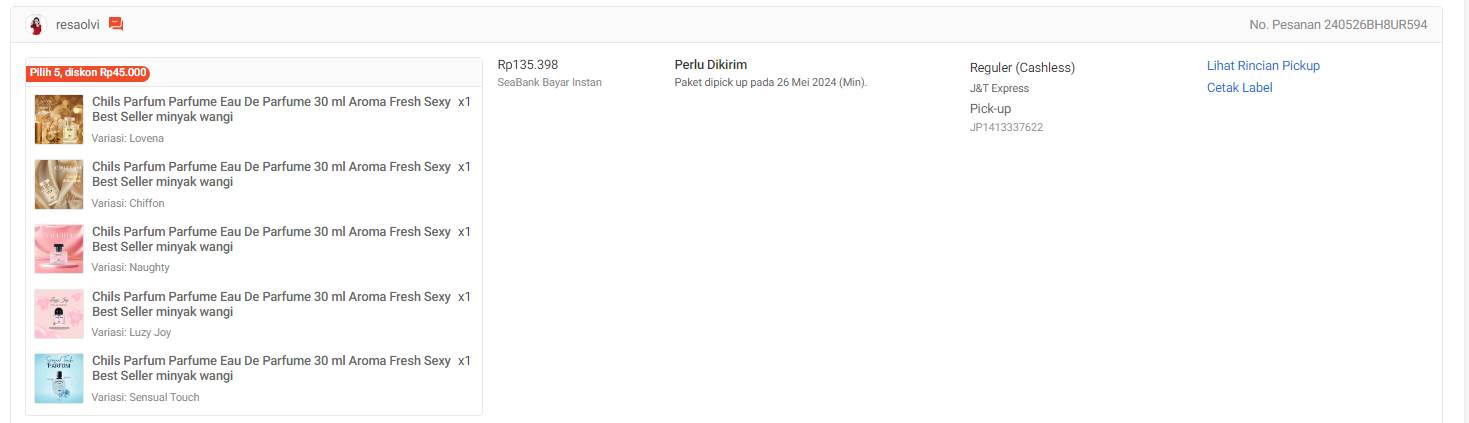 resaolvi
No. Pesanan 240526BH8UR594
Pilih 5, diskon Rp45.000
Chils Parfum Parfume Eau De Parfume 30 ml Aroma Fresh Sexy x1
Best Seller minyak wangi
Variasi: Lovena
Chils Parfum Parfume Eau De Parfume 30 ml Aroma Fresh Sexy x1
Best Seller minyak wangi
Variasi: Chiffon
Chils Parfum Parfume Eau De Parfume 30 ml Aroma Fresh Sexy x1
Best Seller minyak wangi
Variasi: Naughty
Chils Parfum Parfume Eau De Parfume 30 ml Aroma Fresh Sexy x1
Best Seller minyak wangi
Variasi: Luzy Joy
Sensual Touch
PARFUM
Chils Parfum Parfume Eau De Parfume 30 ml Aroma Fresh Sexy x1
Best Seller minyak wangi
Variasi: Sensual Touch
Rp135.398
SeaBank Bayar Instan
Perlu Dikirim
Paket dipick up pada 26 Mei 2024 (Min).
Reguler (Cashless)
J&T Express
Pick-up
JP1413337622
Lihat Rincian Pickup
Cetak Label